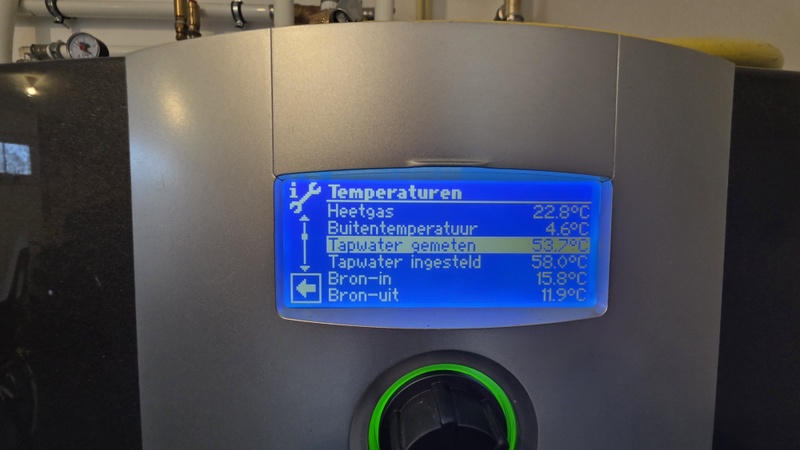 Temperaturen
Heetgas 22.8°C
Buitentemperatuur 4.6°C
Tapwater gemeten 53.7°C
Tapwater ingesteld 58.0°C
Bron-in 15.8°C
Bron-uit 11.9°C